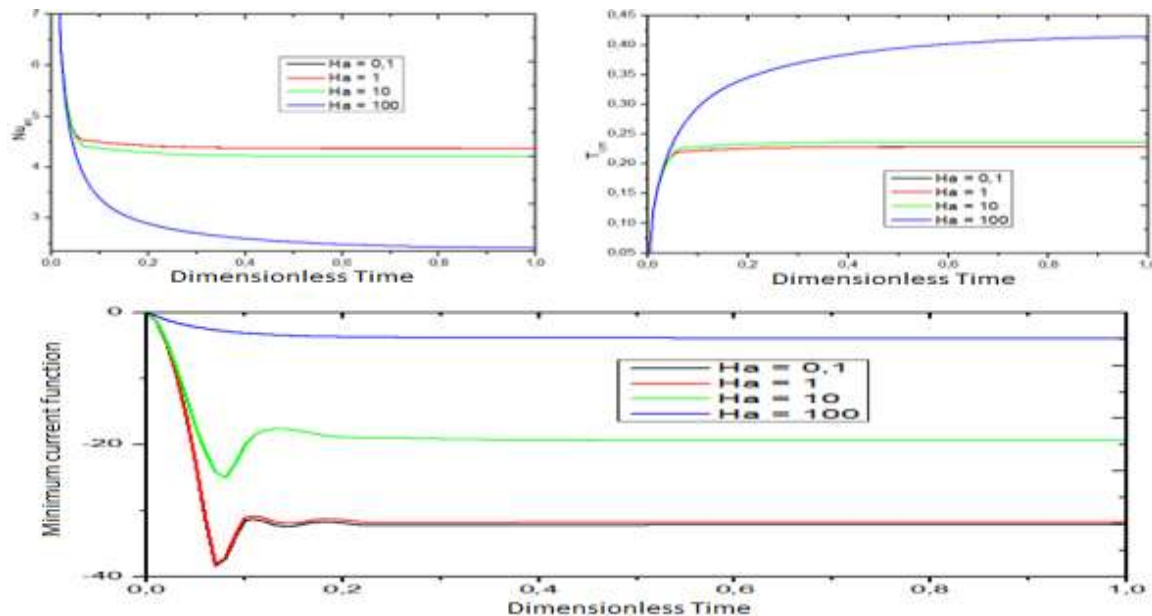 7
6
5
4
3
Ha = 0,1
Ha = 1
Ha = 10
Ha = 100
0,0 0,2 0,4 0,6 0,8 1,0
Dimensionless Time
0,45
0,40
0,35
0,30
0,25
0,20
0,15
0,10
0,05
Ha = 0,1
Ha = 1
Ha = 10
Ha = 100
0,0 0,2 0,4 0,6 0,8 1,0
Dimensionless Time
Minimum current function
0
-20
-40
Ha = 0,1
Ha = 1
Ha = 10
Ha = 100
0,0 0,2 0,4 0,6 0,8 1,0
Dimensionless Time